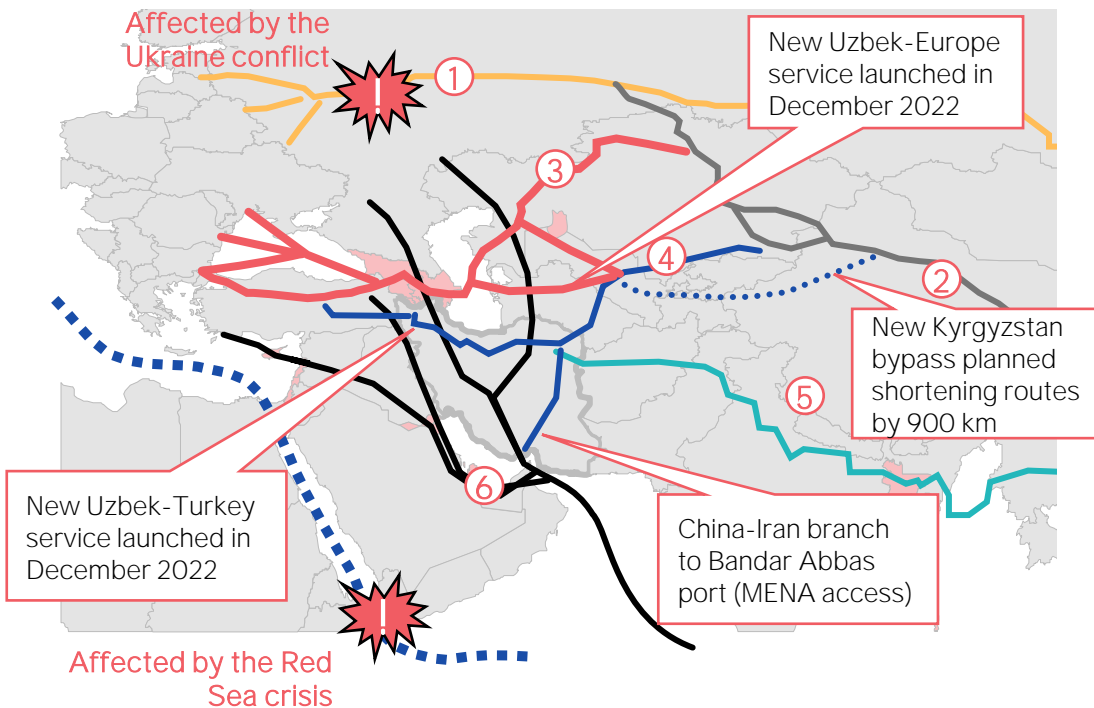 Affected by the
Ukraine conflict
!
1
New Uzbek-Europe
service launched in
December 2022
3
4
2
New Kyrgyzstan
bypass planned
shortening routes
by 900 km
5
6
New Uzbek-Turkey
service launched in
December 2022
China-Iran branch
to Bandar Abbas
port (MENA access)
!
Affected by the Red
Sea crisis